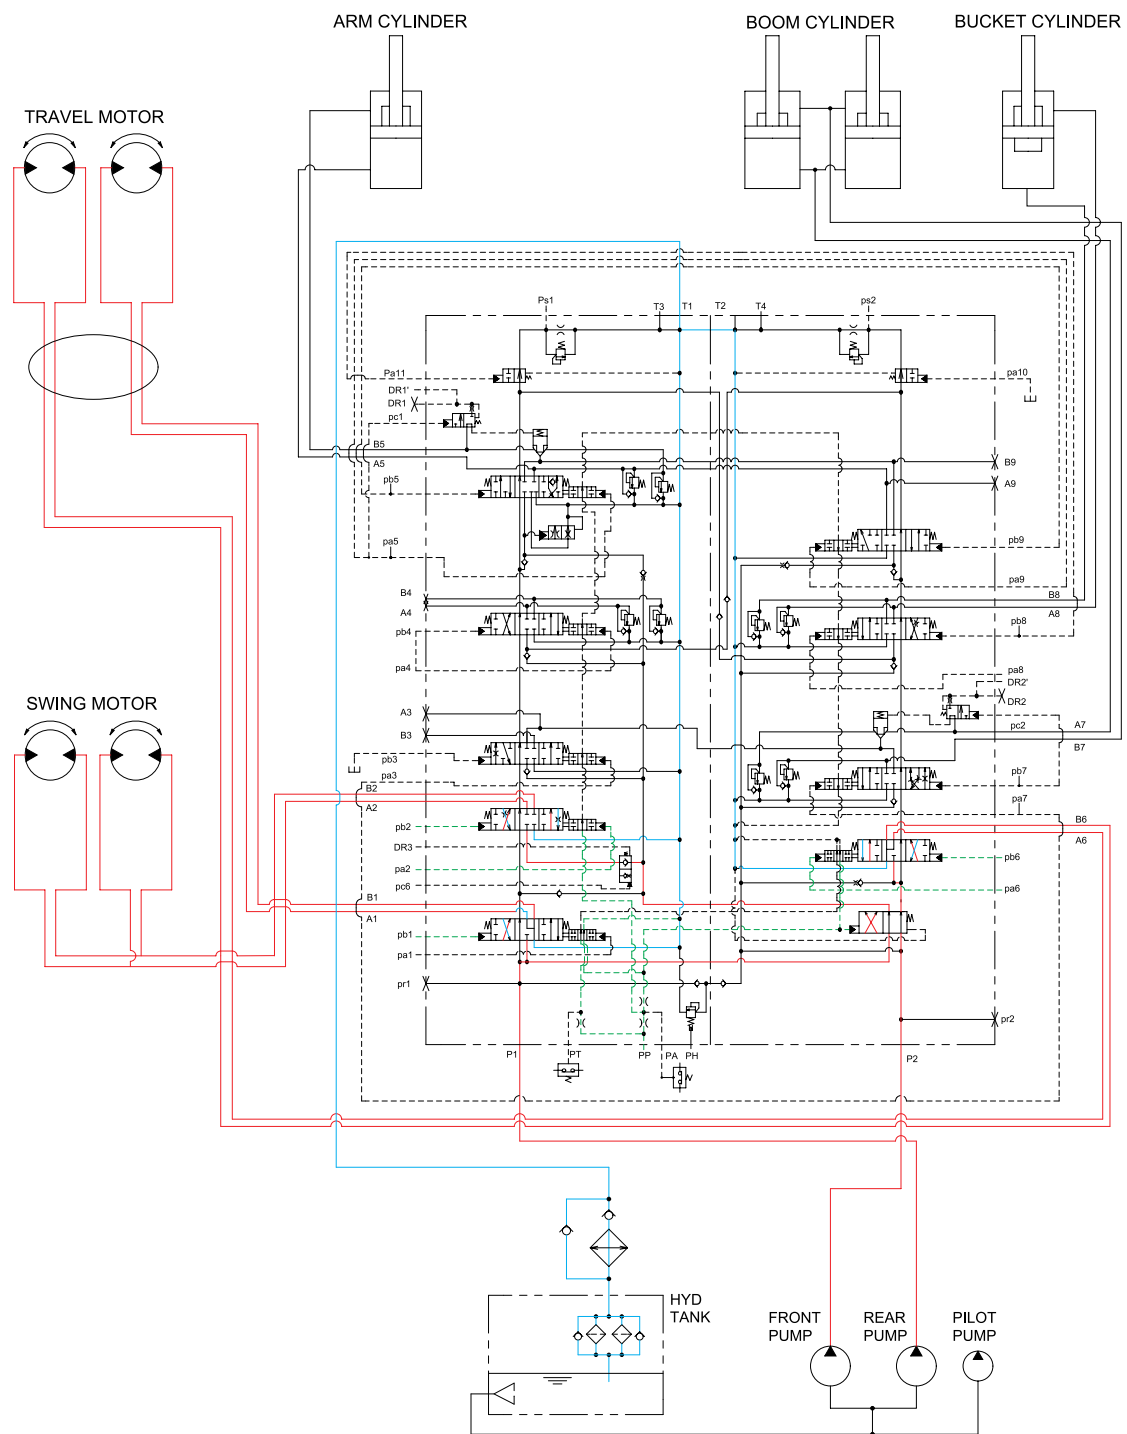 ARM CYLINDER
BOOM CYLINDER
BUCKET CYLINDER
TRAVEL MOTOR
Ps1
T3
T1
T2
T4
ps2
Pa11
pa10
DR1'
DR1
pc1
B5
A5
B9
A9
pb5
pa5
pb9
pa9
B4
A4
B8
A8
pb4
pb8
pa4
pa8
DR2'
DR2
SWING MOTOR
A3
B3
pc2
A7
B7
pb3
pa3
pb7
pa7
B2
A2
pb2
B6
A6
DR3
pa2
pc6
pb6
pa6
B1
A1
pb1
pa1
pr1
pr2
P1
PT
PP
PA
PH
P2
HYD
TANK
FRONT
PUMP
REAR
PUMP
PILOT
PUMP